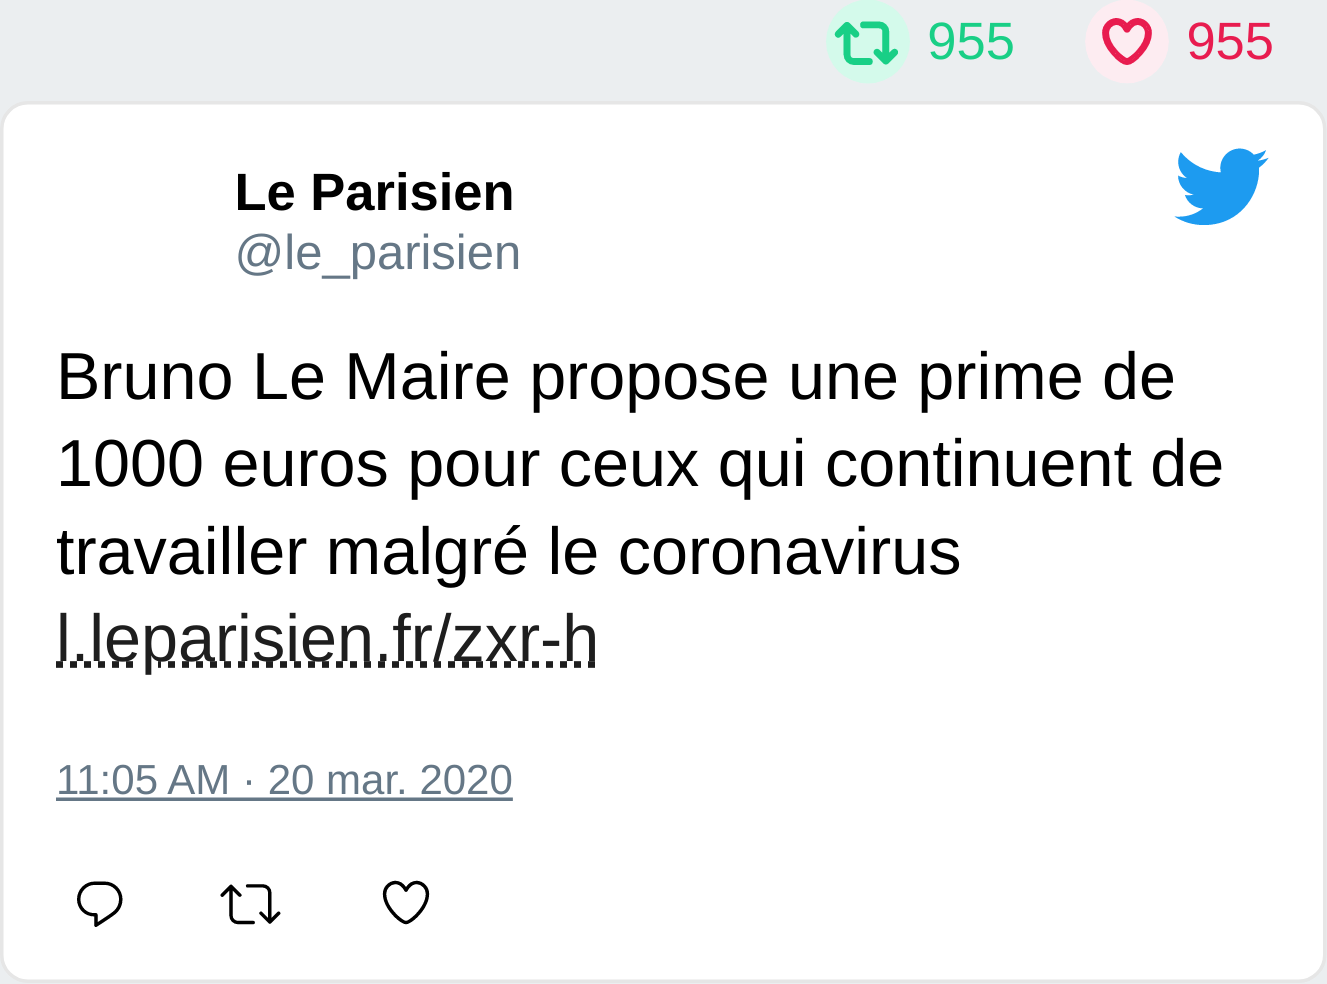 955 955
Le Parisien
@le_parisien
Bruno Le Maire propose une prime de
1000 euros pour ceux qui continuent de
travailler malgré le coronavirus
l.leparisien.fr/zxr-h
11:05 AM · 20 mar. 2020